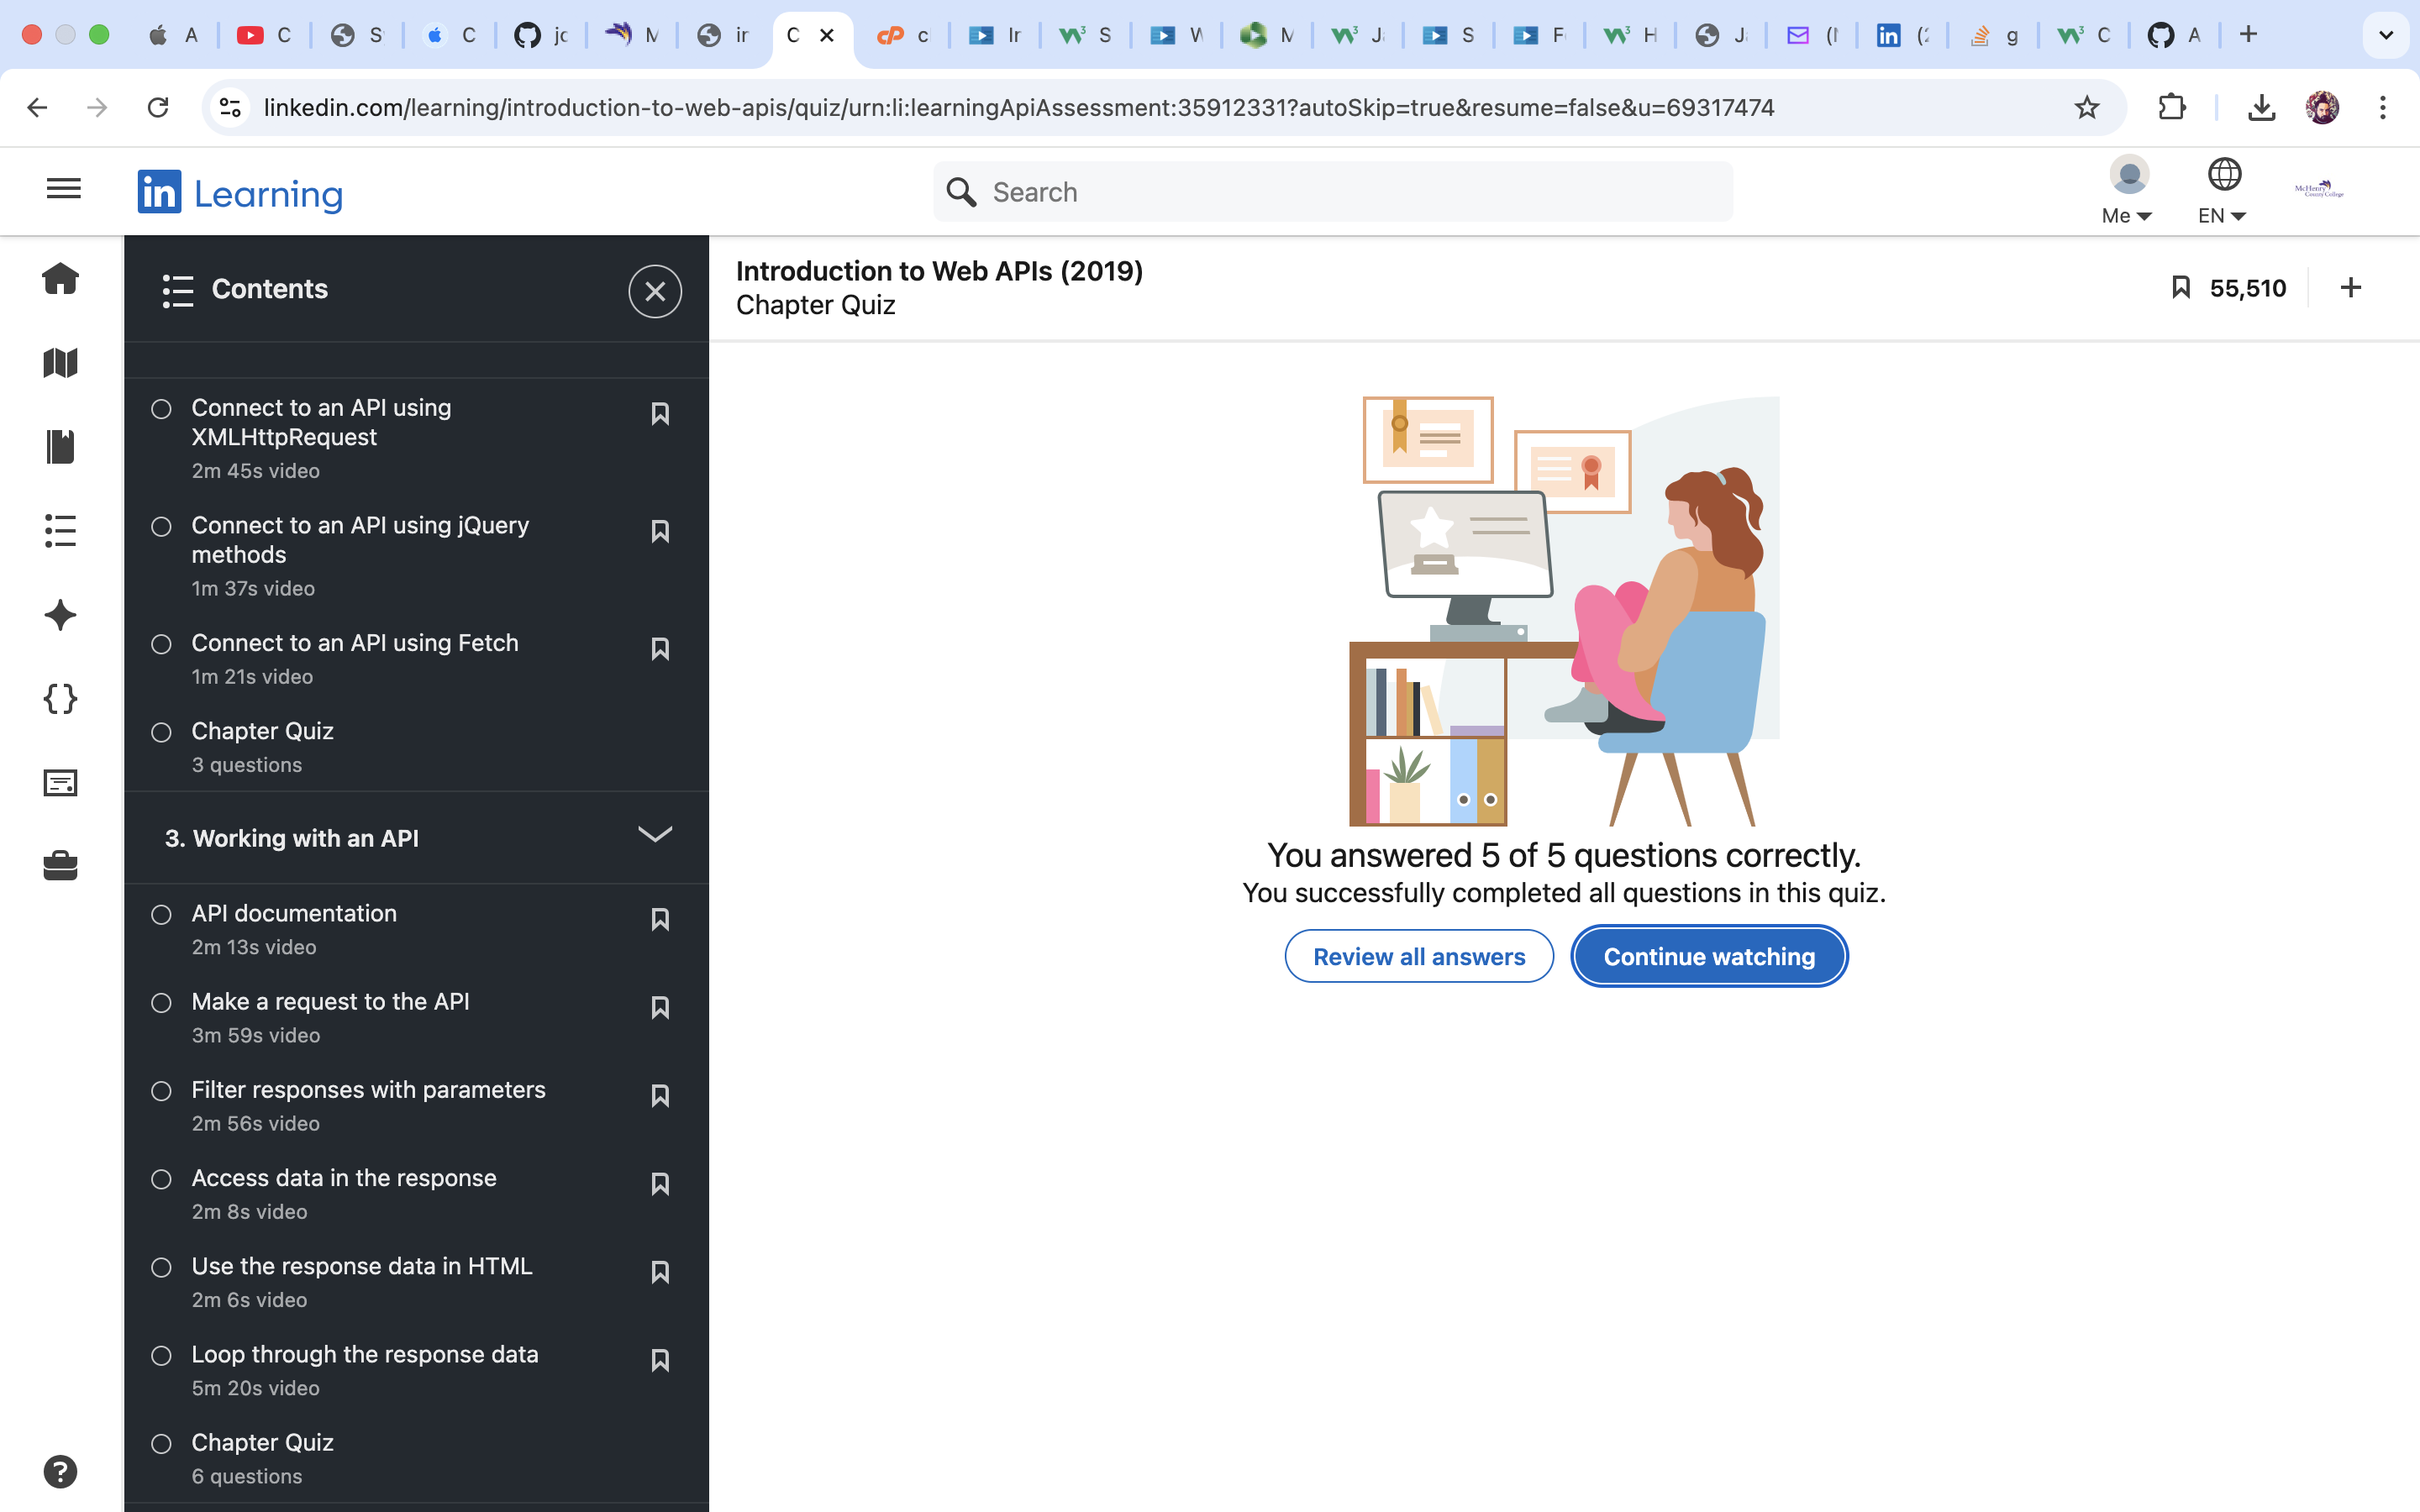 A
C
S
C
jc
M
ir
C
c
Ir
S
W
M
J
S
F
H
J
(
(2
g
C
A
linkedin.com/learning/introduction-to-web-apis/quiz/urn:li:learningApiAssessment:35912331?autoSkip=true&resume=false&u=69317474
in Learning
Search
Me
EN
McHenry County College
Contents
Introduction to Web APIs (2019)
Chapter Quiz
55,510
Connect to an API using
XMLHttpRequest
2m 45s video
Connect to an API using jQuery
methods
1m 37s video
Connect to an API using Fetch
1m 21s video
Chapter Quiz
3 questions
3. Working with an API
API documentation
2m 13s video
Make a request to the API
3m 59s video
Filter responses with parameters
2m 56s video
Access data in the response
2m 8s video
Use the response data in HTML
2m 6s video
Loop through the response data
5m 20s video
Chapter Quiz
6 questions
You answered 5 of 5 questions correctly.
You successfully completed all questions in this quiz.
Review all answers
Continue watching